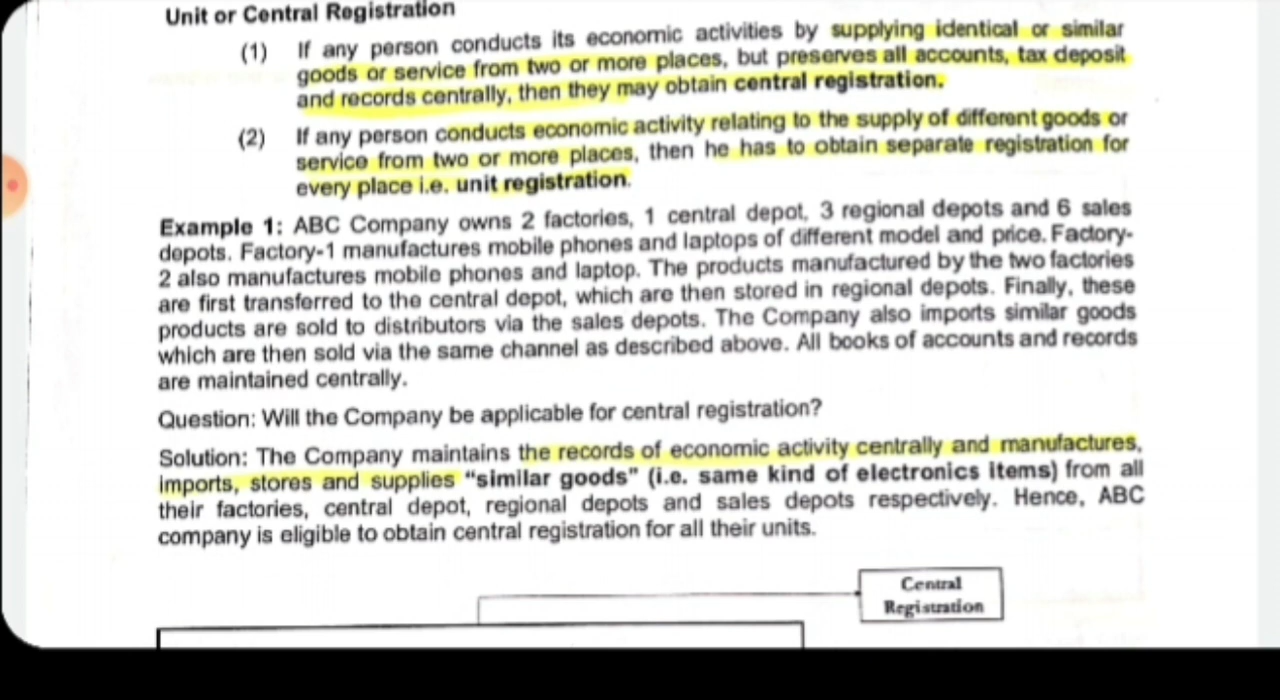 Unit or Central Registration
(1) If any person conducts its economic activities by supplying identical or similar
goods or service from two or more places, but preserves all accounts, tax deposit
and records centrally, then they may obtain central registration.
(2) If any person conducts economic activity relating to the supply of different goods or
service from two or more places, then he has to obtain separate registration for
every place i.e. unit registration.
Example 1: ABC Company owns 2 factories, 1 central depot, 3 regional depots and 6 sales
depots. Factory-1 manufactures mobile phones and laptops of different model and price. Factory-
2 also manufactures mobile phones and laptop. The products manufactured by the two factories
are first transferred to the central depot, which are then stored in regional depots. Finally, these
products are sold to distributors via the sales depots. The Company also imports similar goods
which are then sold via the same channel as described above. All books of accounts and records
are maintained centrally.
Question: Will the Company be applicable for central registration?
Solution: The Company maintains the records of economic activity centrally and manufactures,
imports, stores and supplies “similar goods” (i.e. same kind of electronics items) from all
their factories, central depot, regional depots and sales depots respectively. Hence, ABC
company is eligible to obtain central registration for all their units.
Central
Registration